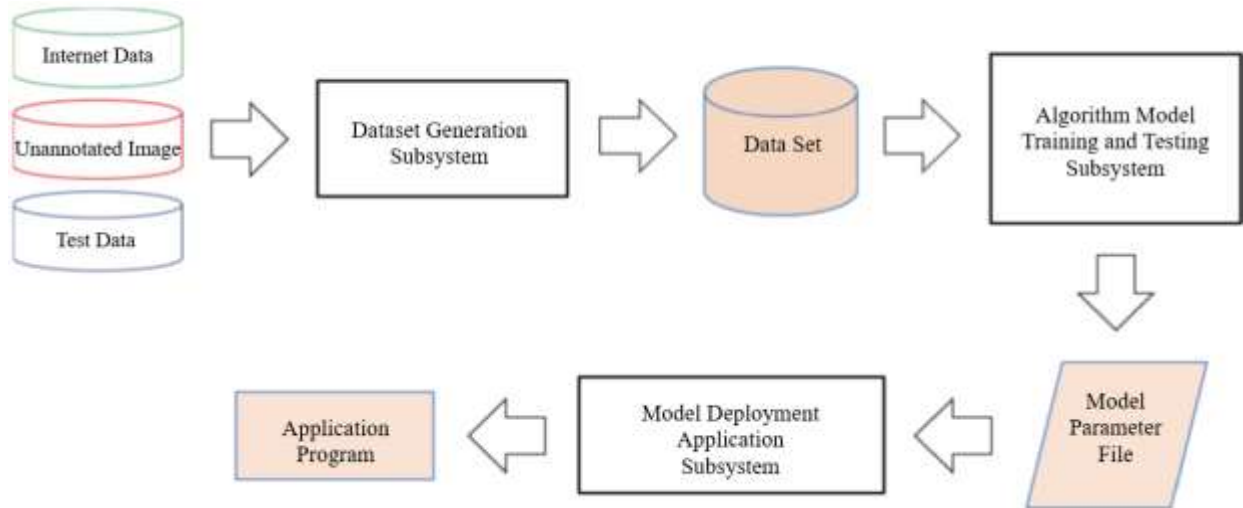 Internet Data
Unannotated Image
Test Data
Dataset Generation
Subsystem
Data Set
Algorithm Model
Training and Testing
Subsystem
Application
Program
Model Deployment
Application
Subsystem
Model
Parameter
File